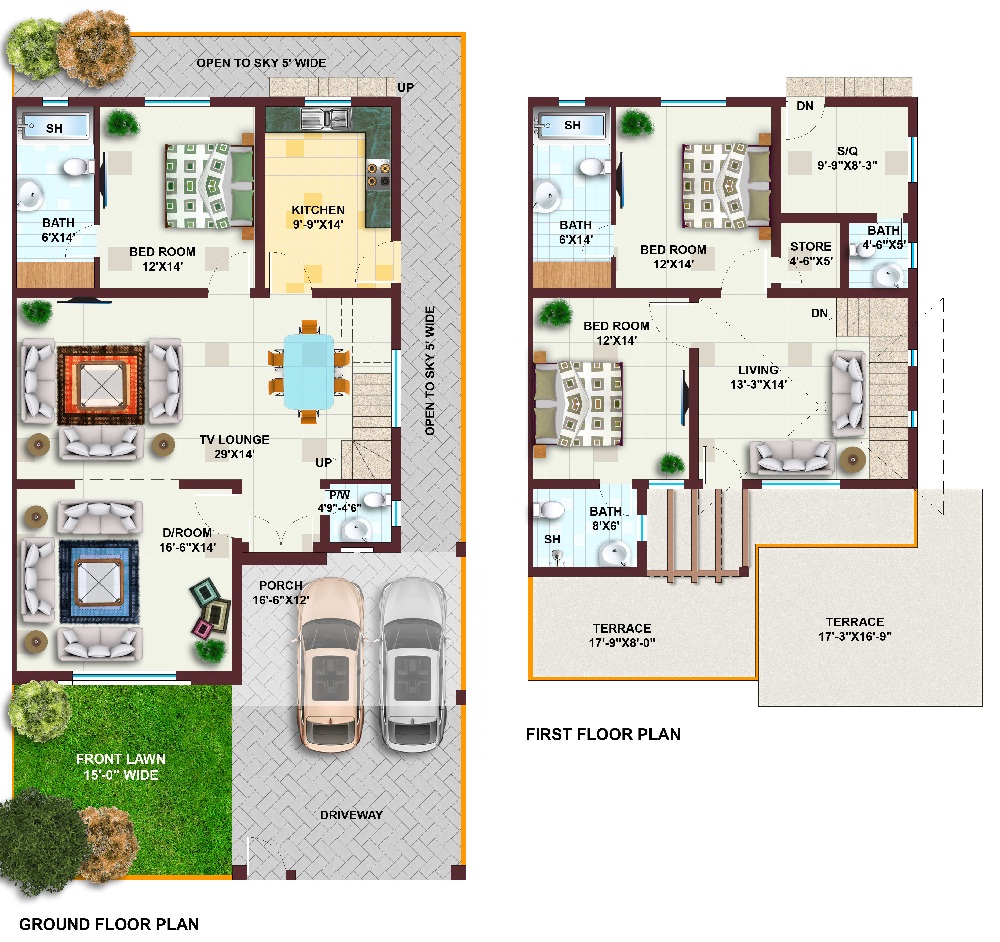 OPEN TO SKY 5' WIDE
UP
SH
BATH
6'X14'
BED ROOM
12'X14'
KITCHEN
9'-9"X14'
OPEN TO SKY 5' WIDE
TV LOUNGE
29'X14'
UP
P/W
4'9"-4'6"
D/ROOM
16'-6"X14'
PORCH
16'-6"X12'
FRONT LAWN
15'-0" WIDE
DRIVEWAY
GROUND FLOOR PLAN
DN
SH
S/Q
9'-9"X8'-3"
BATH
6'X14'
BED ROOM
12'X14'
STORE
4'-6"X5'
BATH
4'-6"X5'
BED ROOM
12'X14'
DN
LIVING
13'-3"X14'
BATH
8'X6'
SH
TERRACE
17'-9"X8'-0"
TERRACE
17'-3"X16'-9"
FIRST FLOOR PLAN